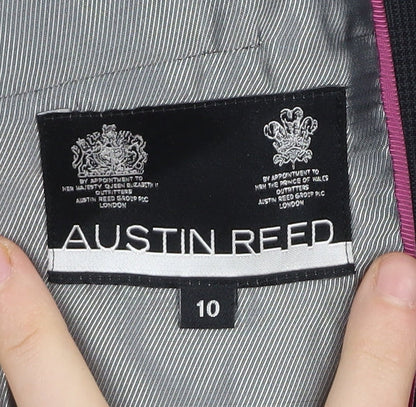 BY APPOINTMENT TO
HER MAJESTY QUEEN ELIZABETH II
OUTFITTERS
AUSTIN REED GROUP PLC
LONDON
BY APPOINTMENT TO
HRH THE PRINCE OF WALES
OUTFITTERS
AUSTIN REED GROUP PLC
LONDON
AUSTIN REED
10